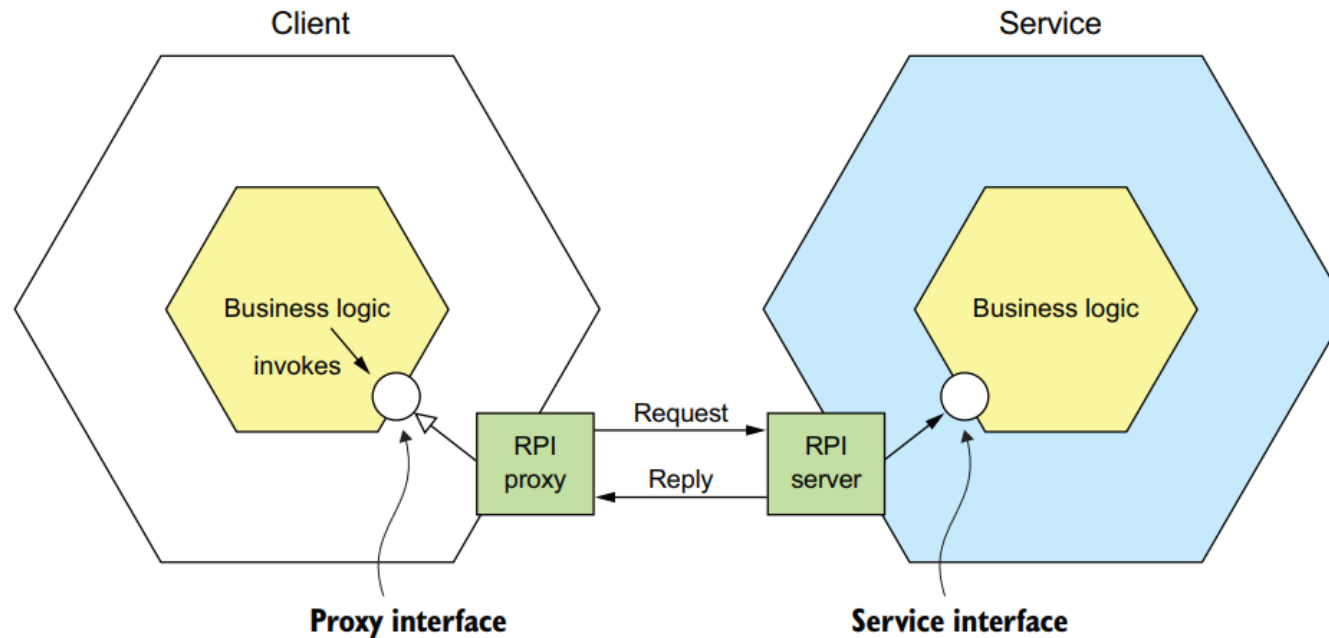 Client
Service
Business logic
invokes
Business logic
Request
Reply
RPI
proxy
RPI
server
Proxy interface
Service interface